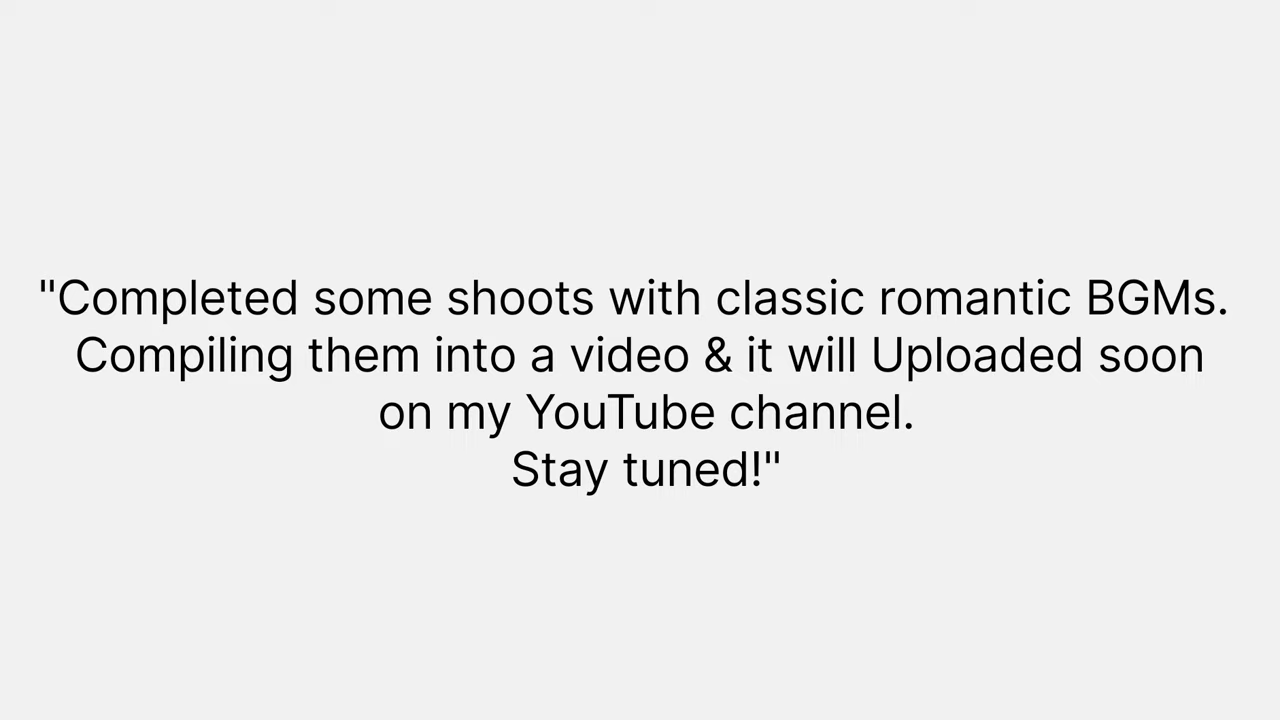 "Completed some shoots with classic romantic BGMs.
Compiling them into a video & it will Uploaded soon
on my YouTube channel.
Stay tuned!"